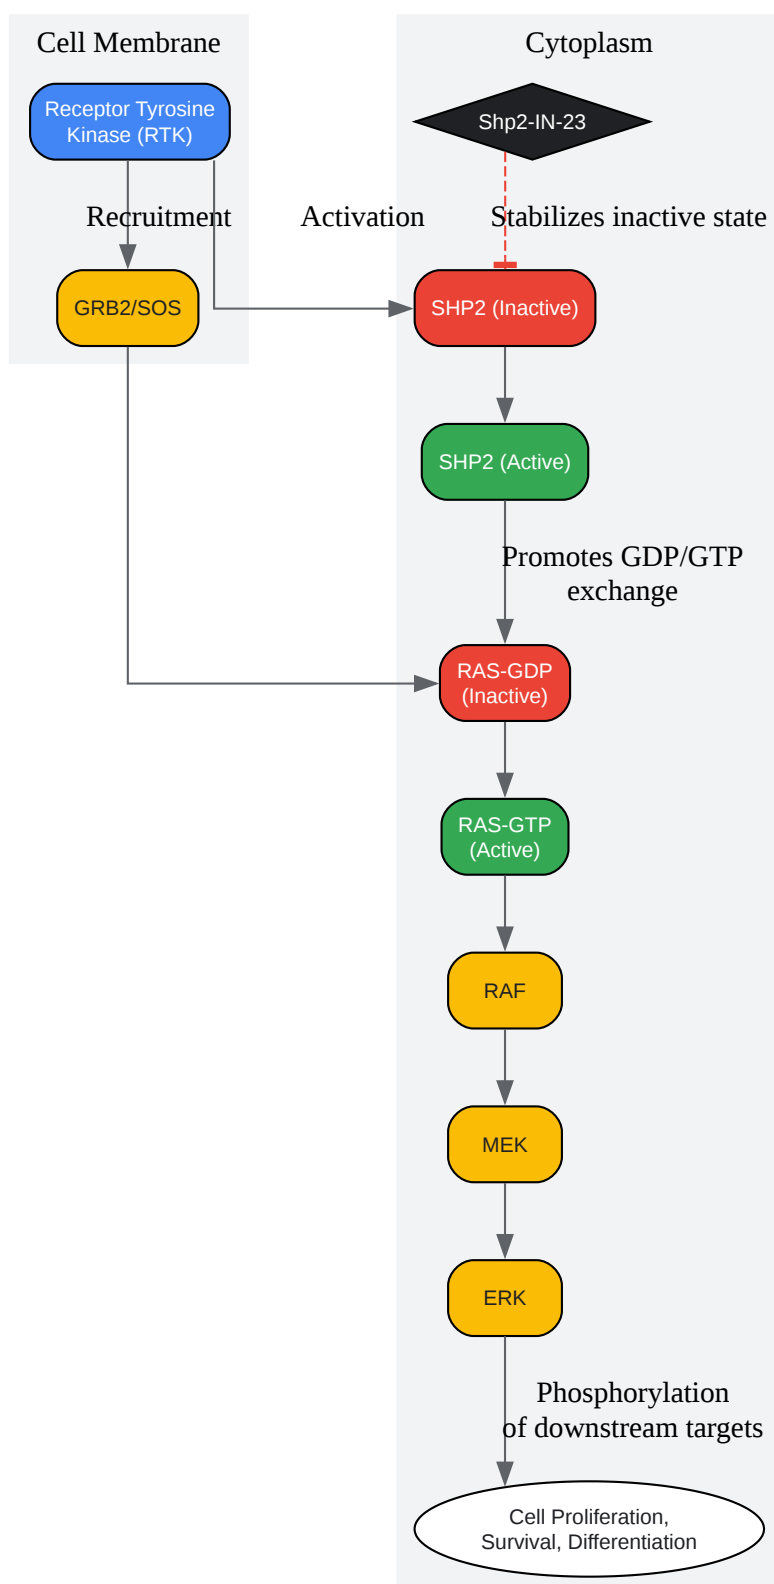 Cell Membrane
Cytoplasm
Receptor Tyrosine
Kinase (RTK)
Shp2-IN-23
Recruitment
Activation
Stabilizes inactive state
GRB2/SOS
SHP2 (Inactive)
SHP2 (Active)
Promotes GDP/GTP
exchange
RAS-GDP
(Inactive)
RAS-GTP
(Active)
RAF
MEK
ERK
Phosphorylation
of downstream targets
Cell Proliferation,
Survival, Differentiation